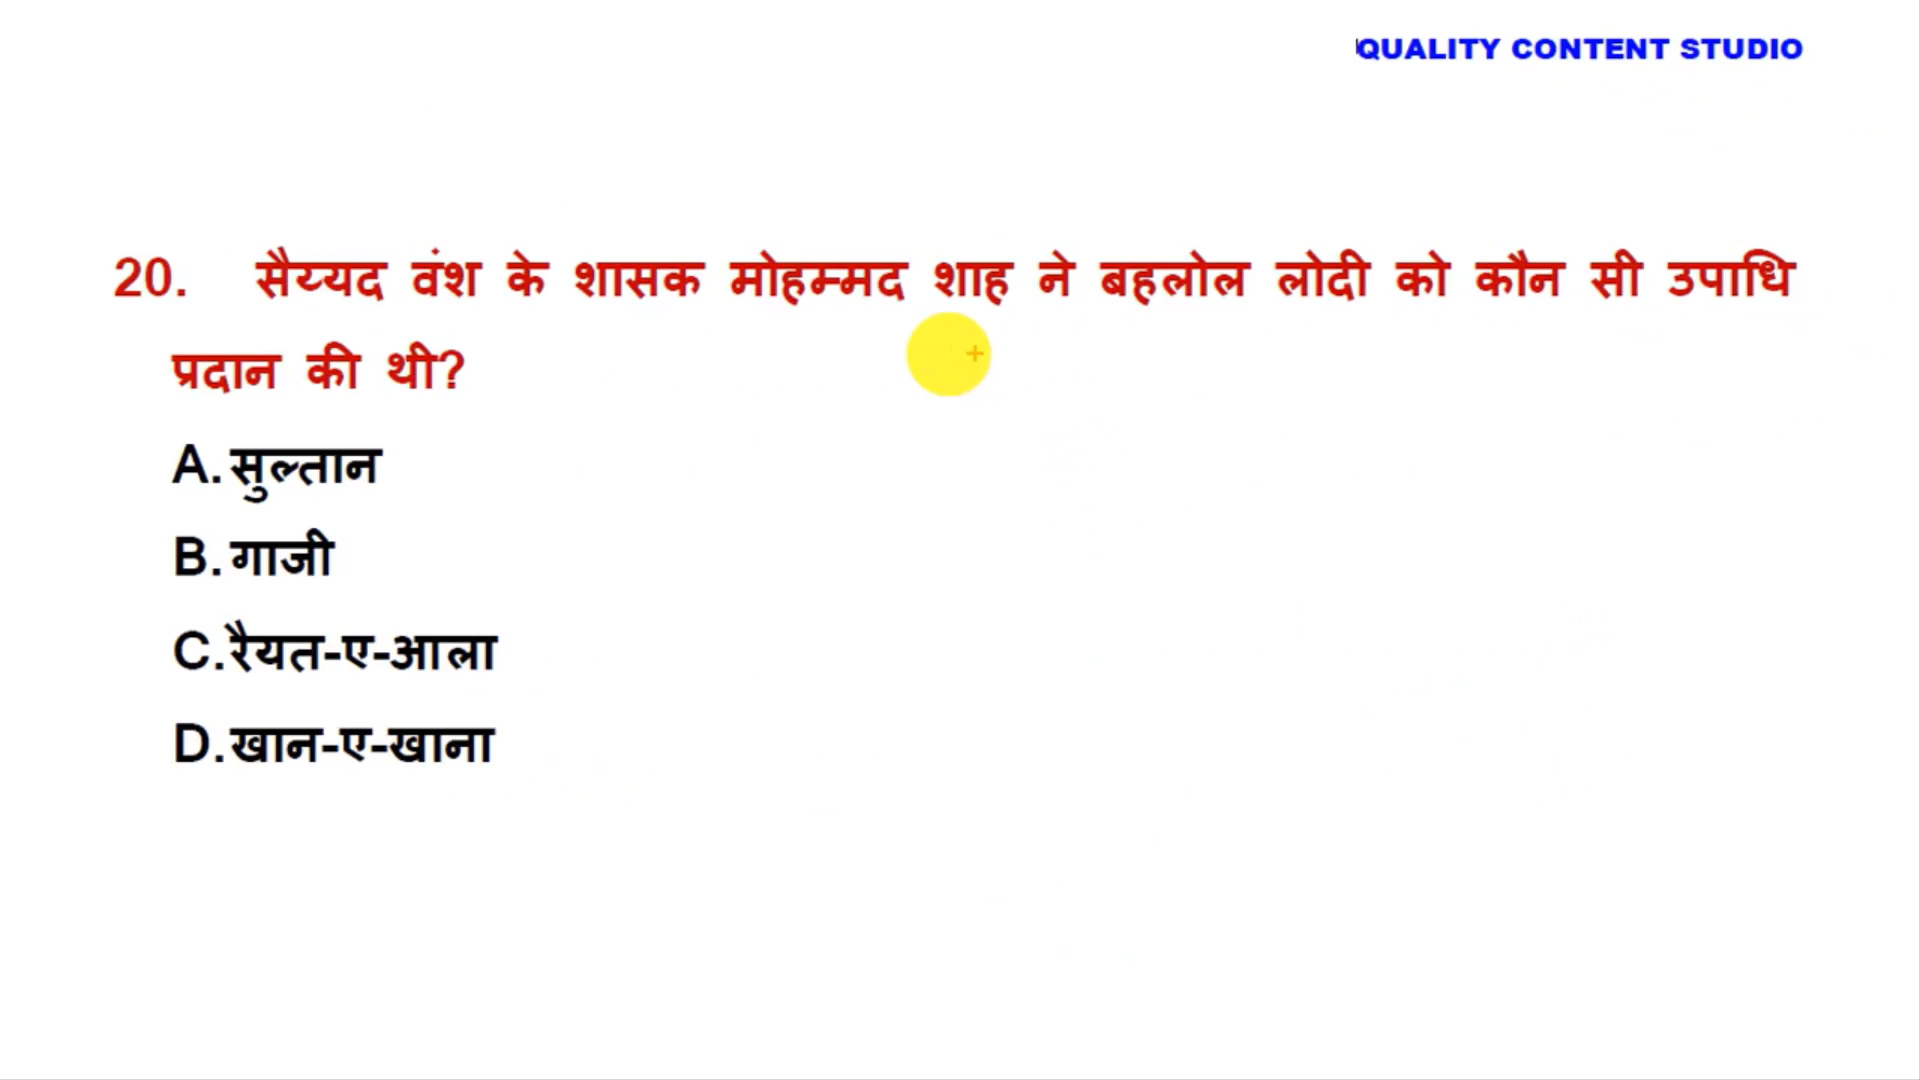 QUALITY CONTENT STUDIO
20. सैय्यद वंश के शासक मोहम्मद शाह ने बहलोल लोदी को कौन सी उपाधि
प्रदान की थी?
A. सुल्तान
B. गाजी
C. रैयत-ए-आला
D. खान-ए-खाना